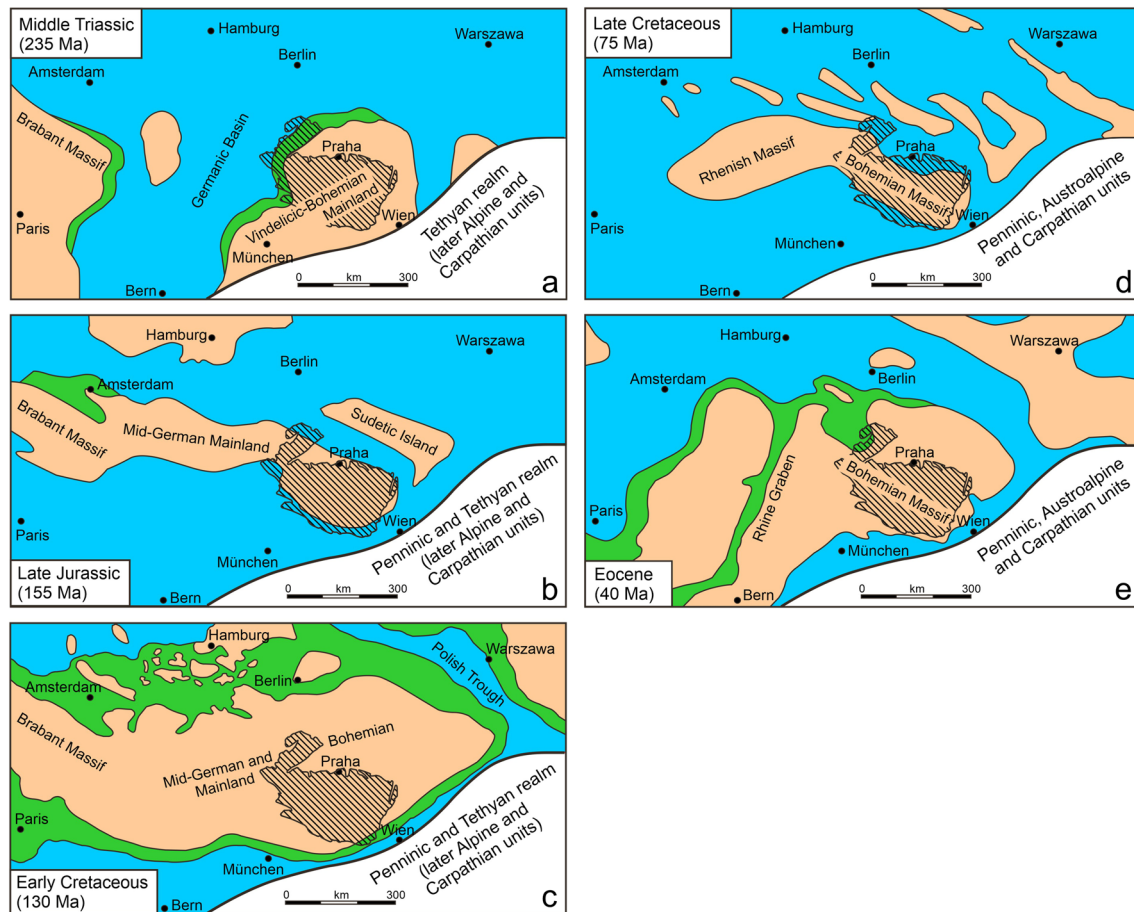 Middle Triassic
(235 Ma)
Hamburg
Warszawa
Berlin
Amsterdam
Brabant Massif
Germanic Basin
Praha
Vindelicic-Bohemian
Mainland
Paris
Wien
München
Bern
Tethyan realm
(later Alpine and
Carpathian units)
0 km 300
a
Late Jurassic
(155 Ma)
Hamburg
Warszawa
Berlin
Amsterdam
Brabant Massif
Mid-German Mainland
Sudetic Island
Praha
Paris
Wien
München
Bern
Penninic and Tethyan realm
(later Alpine and
Carpathian units)
0 km 300
b
Early Cretaceous
(130 Ma)
Hamburg
Warszawa
Polish Trough
Berlin
Amsterdam
Brabant Massif
Mid-German and Bohemian
Mainland
Praha
Paris
Wien
München
Bern
Penninic and Tethyan realm
(later Alpine and
Carpathian units)
0 km 300
c
Late Cretaceous
(75 Ma)
Hamburg
Warszawa
Berlin
Amsterdam
Rhenish Massif
Praha
Bohemian Massif
Paris
Wien
München
Bern
Penninic, Austroalpine
and Carpathian units
0 km 300
d
Eocene
(40 Ma)
Hamburg
Warszawa
Berlin
Amsterdam
Rhine Graben
Praha
Bohemian Massif
Paris
Wien
München
Bern
Penninic, Austroalpine
and Carpathian units
0 km 300
e